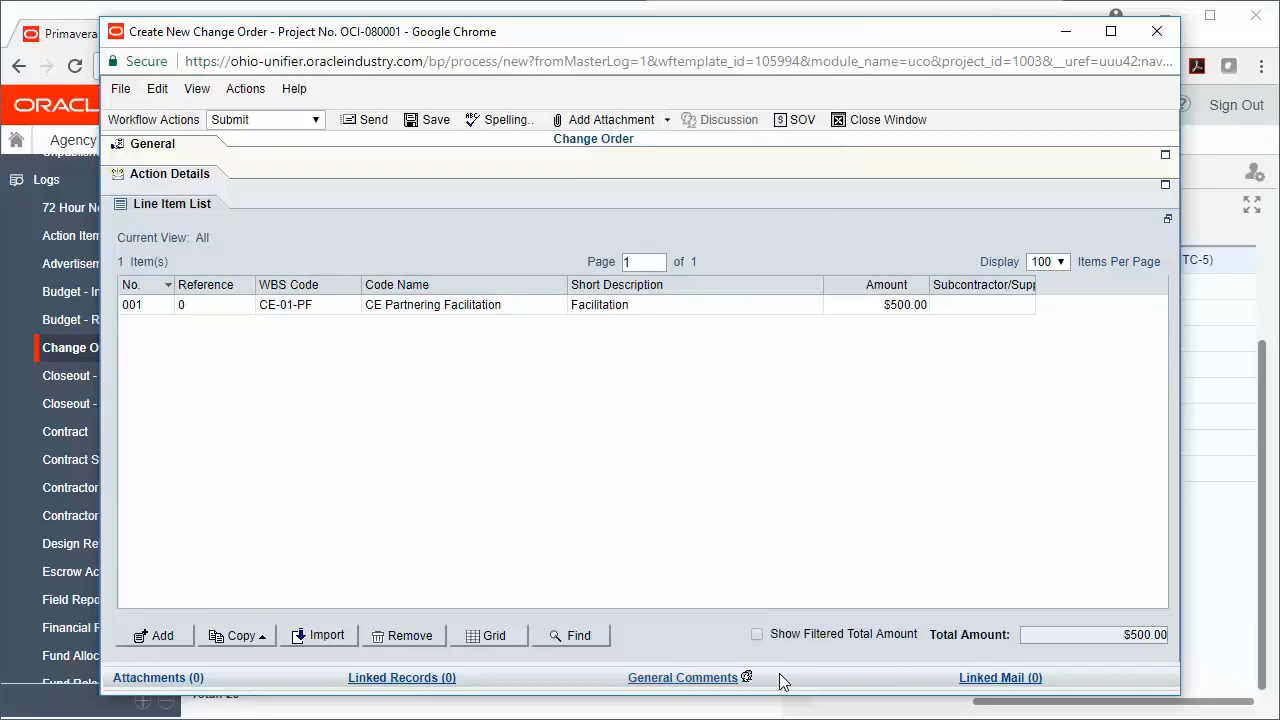 Create New Change Order - Project No. OCI-080001 - Google Chrome
Primavera
Secure https://ohio-unifier.oracleindustry.com/bp/process/new?fromMasterLog=1&wftemplate_id=105994&module_name=uco&project_id=1003&__uref=uuu42:nav...
File Edit View Actions Help
ORACL
Sign Out
Workflow Actions Submit Send Save Spelling Add Attachment Discussi $ SOV Close Window
Change Order
Agency
General
Action Details
Line Item List
Logs
72 Hour N
Action Item
Advertisem
Budget - In
Budget - R
Change O
Closeout -
Closeout -
Contract
Contract S
Contractor
Contractor
Design Re
Escrow Ac
Field Repo
Financial F
Fund Alloc
Current View: All
1 Item(s) Page 1 of 1 Display 100 Items Per Page
TC-5)
No. Reference WBS Code Code Name Short Description Amount Subcontractor/Supp
001 0 CE-01-PF CE Partnering Facilitation Facilitation $500.00
Add Copy Import Remove Grid Find Show Filtered Total Amount Total Amount: $500.00
Attachments (0) Linked Records (0) General Comments Linked Mail (0)